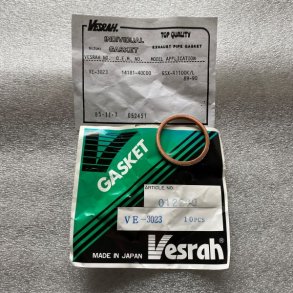 VESRAH.
INDIVIDUAL
GASKET
TOP QUALITY
EXHAUST PIPE GASKET
VESRAH NO. O.E.M. NO. MODEL APPLICATION
VE-3023 14181-40C00 GSX-R1100K/L
89-90
GASKET
ARTICLE NO.
VE-3023 10PCS
Vesrah
MADE IN JAPAN